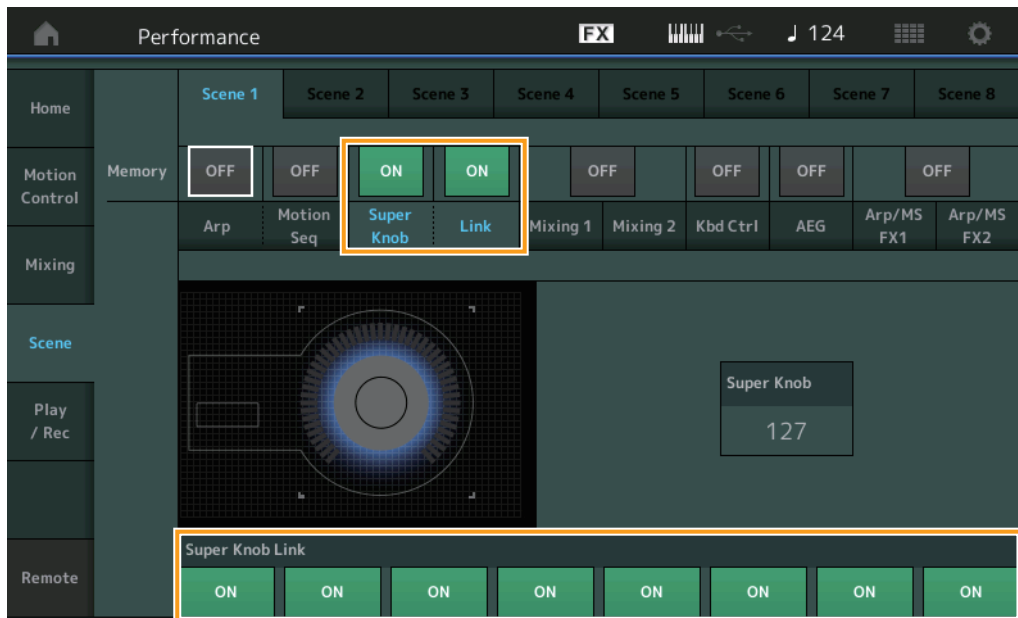 Performance FX 124
Scene 1 Scene 2 Scene 3 Scene 4 Scene 5 Scene 6 Scene 7 Scene 8
Home
Motion
Control
Mixing
Scene
Play
/ Rec
Remote
Memory OFF OFF ON ON OFF OFF OFF OFF
Arp Motion Seq Super Knob Link Mixing 1 Mixing 2 Kbd Ctrl AEG Arp/MS FX1 Arp/MS FX2
Super Knob
127
Super Knob Link
ON ON ON ON ON ON ON ON